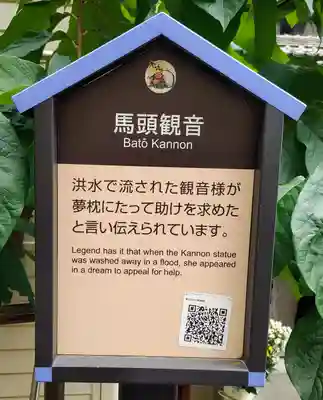 馬頭観音
Batô Kannon
洪水で流された観音様が
夢枕にたって助けを求めた
と言い伝えられています。
Legend has it that when the Kannon statue
was washed away in a flood, she appeared
in a dream to appeal for help.